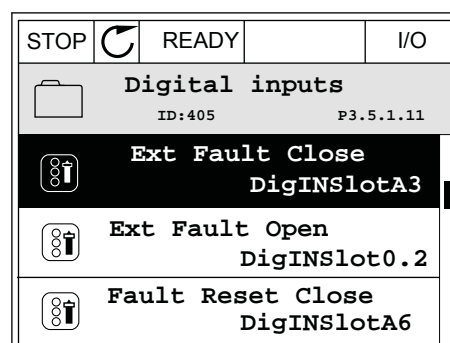 STOP READY I/O
Digital inputs
ID:405 P3.5.1.11
Ext Fault Close
DigINSlotA3
Ext Fault Open
DigINSlot0.2
Fault Reset Close
DigINSlotA6